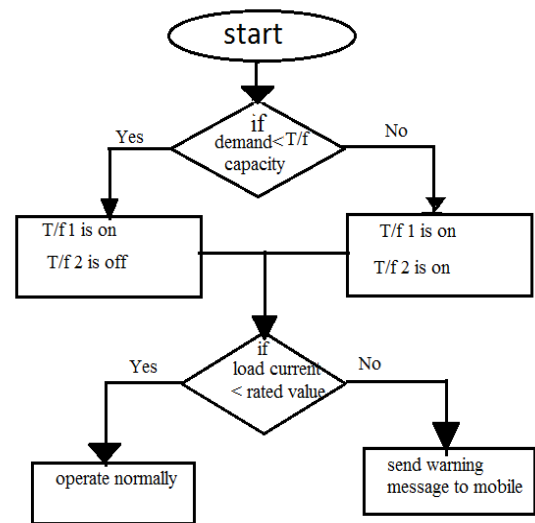 start
if
demand<T/f
capacity
Yes
No
T/f 1 is on
T/f 2 is off
T/f 1 is on
T/f 2 is on
if
load current
< rated value
Yes
No
operate normally
send warning
message to mobile